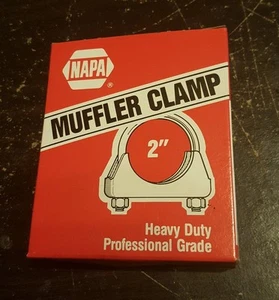 NAPA
®
MUFFLER CLAMP
2"
Heavy Duty
Professional Grade